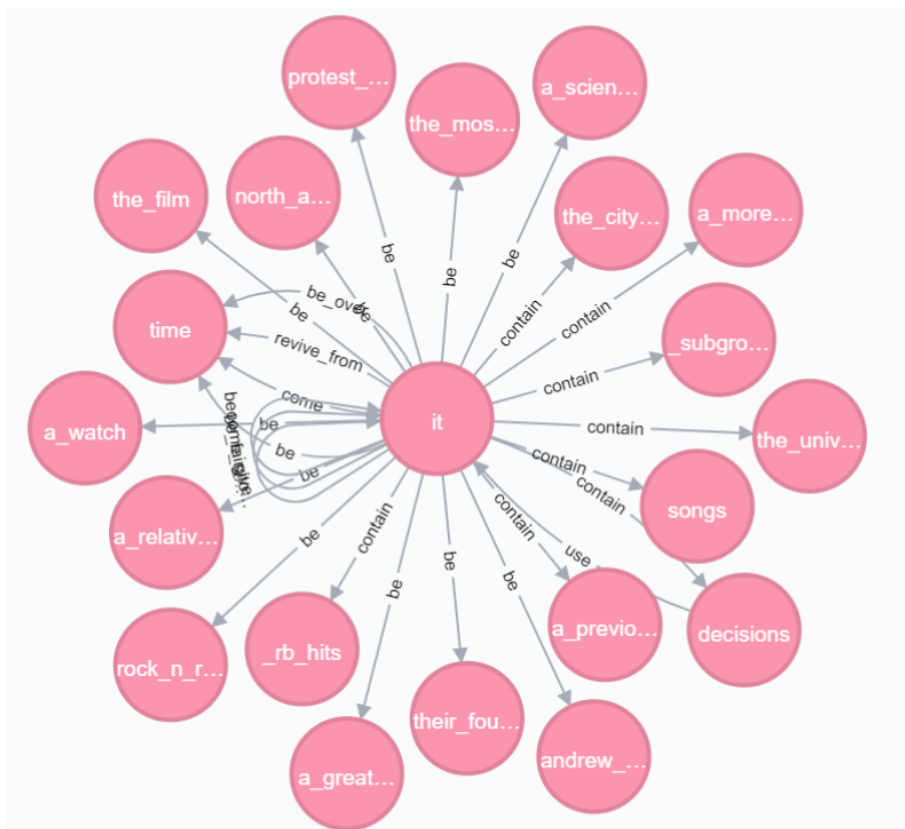 protest_...
the_mos...
a_scien...
the_film
north_a...
the_city...
a_more...
be
be
be
be
be_over
be
contain
contain
time
revive_from
_subgro...
come
contain
it
a_watch
be
be
contain
the_univ...
contain
contain
songs
be
a_relativ...
be
contain
contain
use
be
be
be
rock_n_r...
_rb_hits
a_previo...
decisions
their_fou...
a_great...
andrew_...